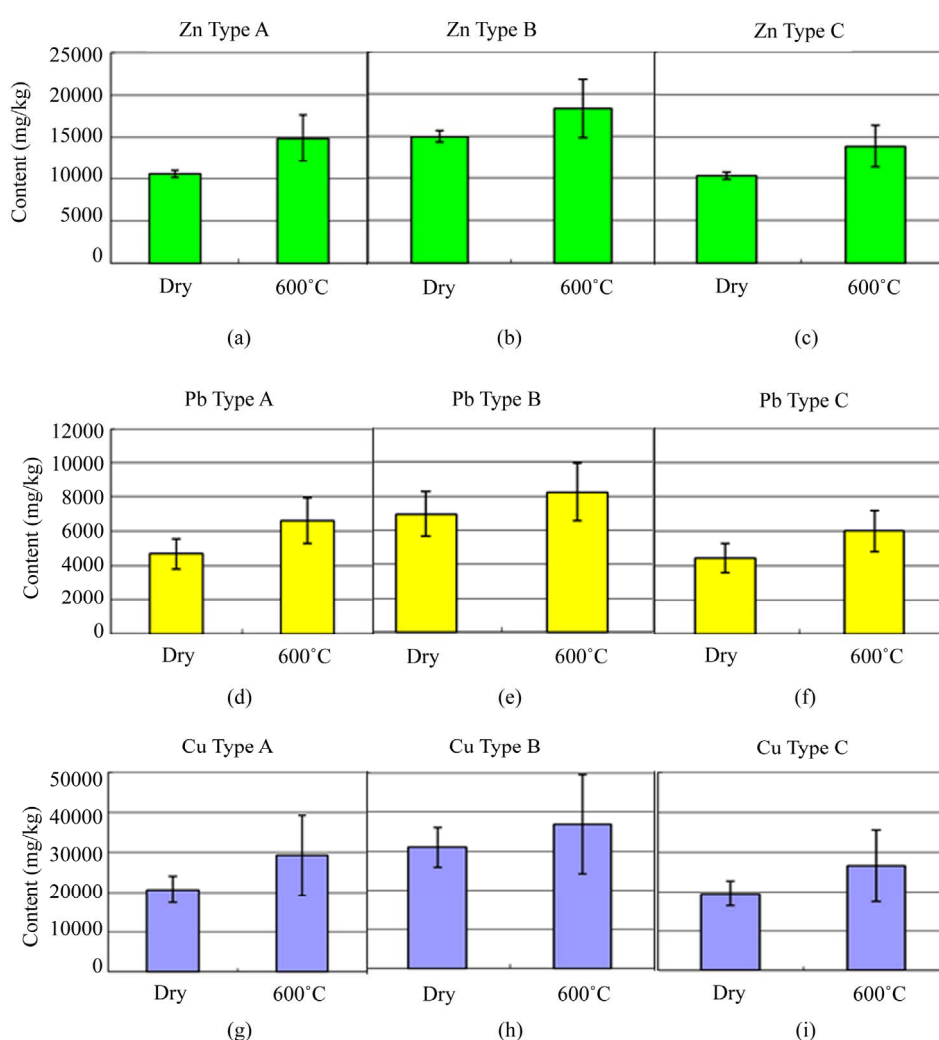 Zn Type A Zn Type B Zn Type C
Content (mg/kg)
25000
20000
15000
10000
5000
0
Dry 600˚C Dry 600˚C Dry 600˚C
(a) (b) (c)
Pb Type A Pb Type B Pb Type C
Content (mg/kg)
12000
10000
8000
6000
4000
2000
0
Dry 600˚C Dry 600˚C Dry 600˚C
(d) (e) (f)
Cu Type A Cu Type B Cu Type C
Content (mg/kg)
50000
40000
30000
20000
10000
0
Dry 600˚C Dry 600˚C Dry 600˚C
(g) (h) (i)